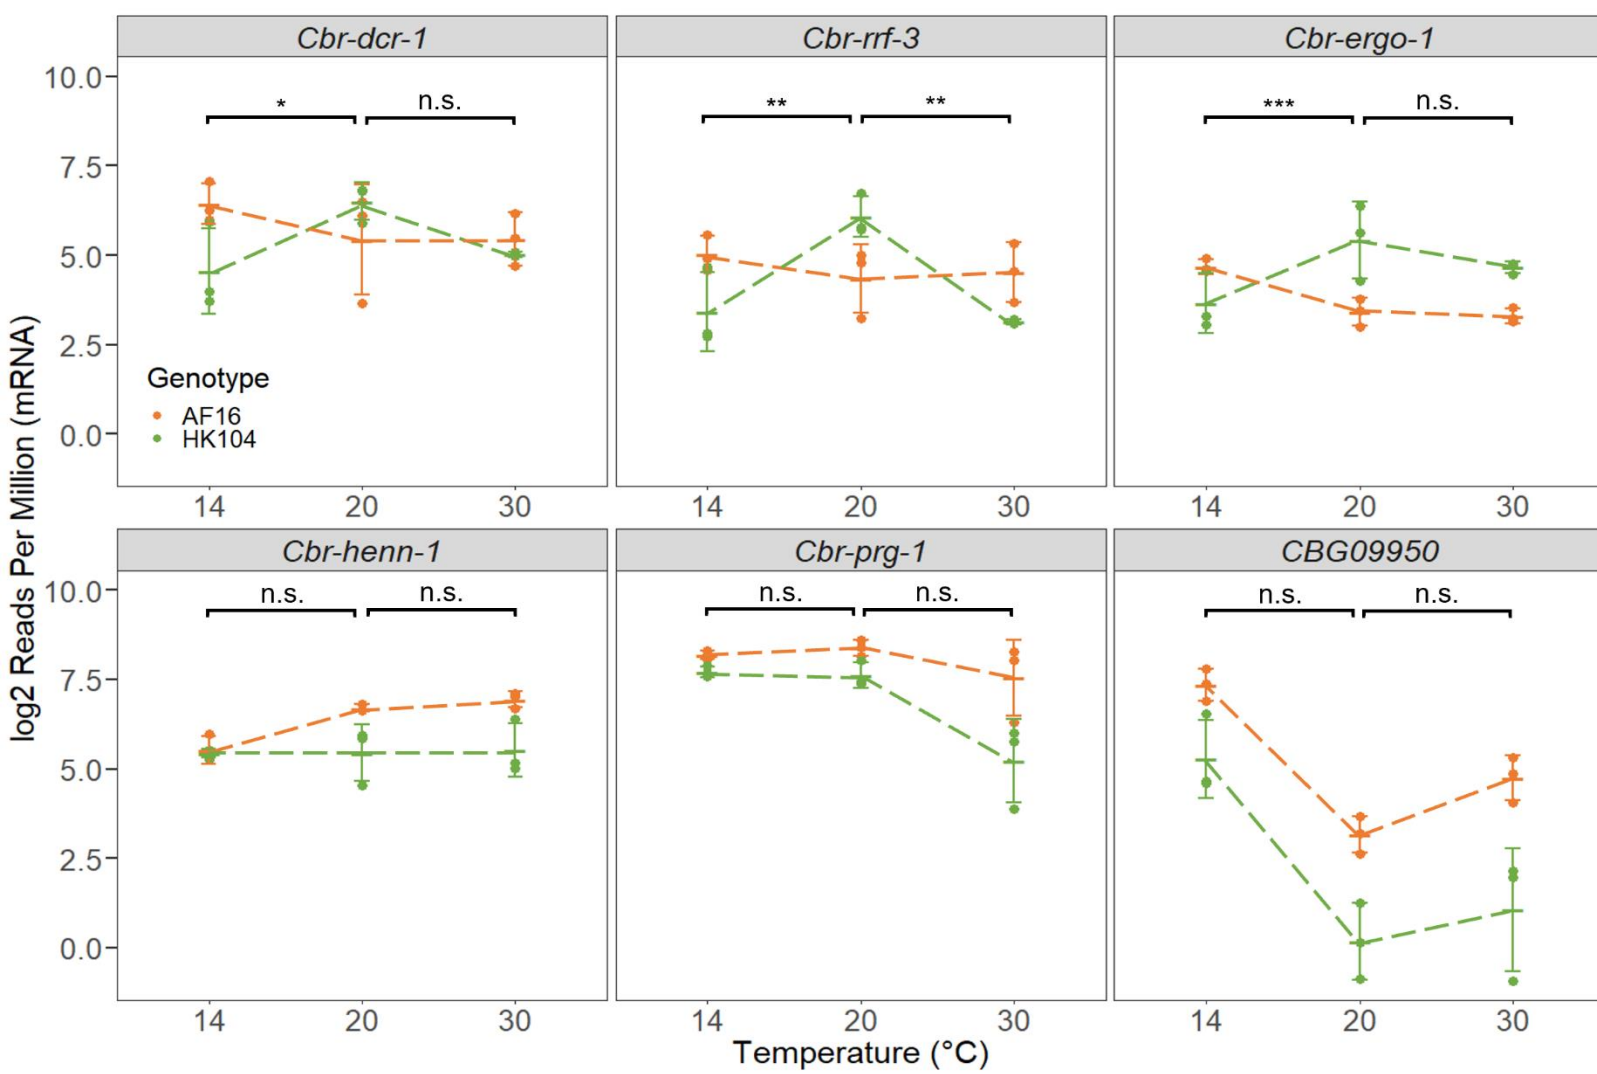 Cbr-dcr-1 Cbr-rrf-3 Cbr-ergo-1
10.0
* n.s. ** ** *** n.s.
7.5
5.0
2.5
Genotype
AF16
0.0
HK104
14 20 30 14 20 30 14 20 30
log2 Reads Per Million (mRNA)
Cbr-henn-1 Cbr-prg-1 CBG09950
10.0
n.s. n.s. n.s. n.s. n.s. n.s.
7.5
5.0
2.5
0.0
14 20 30 14 20 30 14 20 30
Temperature (°C)